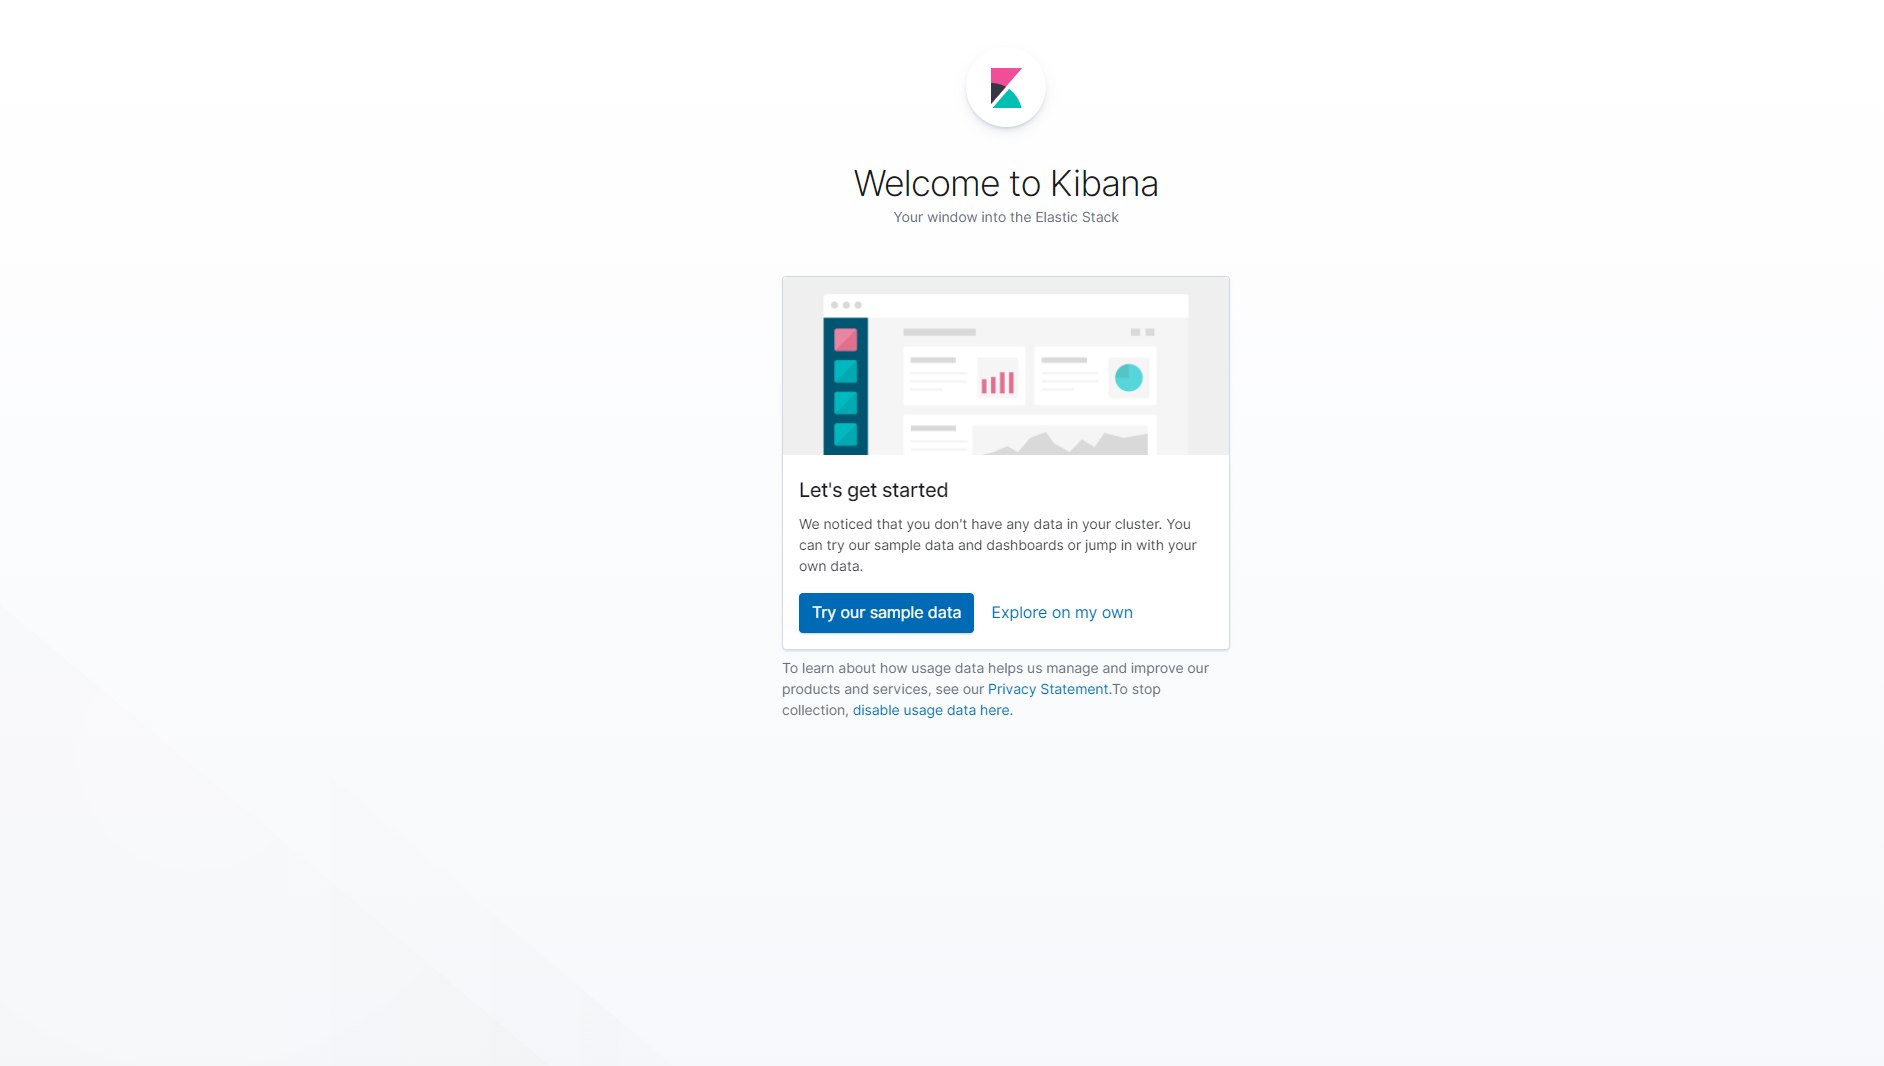 Welcome to Kibana
Your window into the Elastic Stack
Let's get started
We noticed that you don't have any data in your cluster. You
can try our sample data and dashboards or jump in with your
own data.
Try our sample data
Explore on my own
To learn about how usage data helps us manage and improve our
products and services, see our Privacy Statement.To stop
collection, disable usage data here.